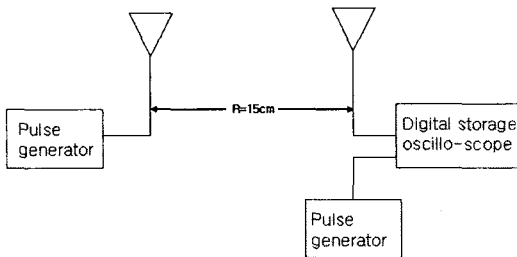 R=15cm
Pulse
generator
Digital storage
oscillo-scope
Pulse
generator